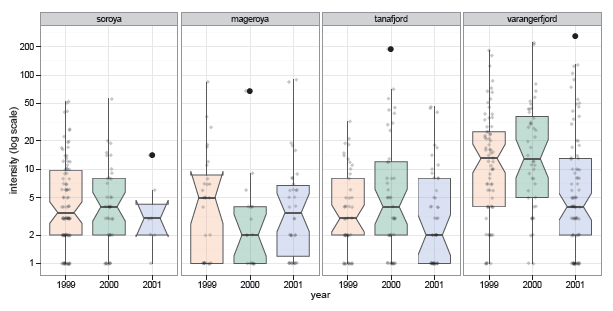 soroya mageroya tanafjord varangerfjord
intensity (log scale)
200
100
50
20
10
5
2
1
1999 2000 2001 1999 2000 2001 1999 2000 2001 1999 2000 2001
year